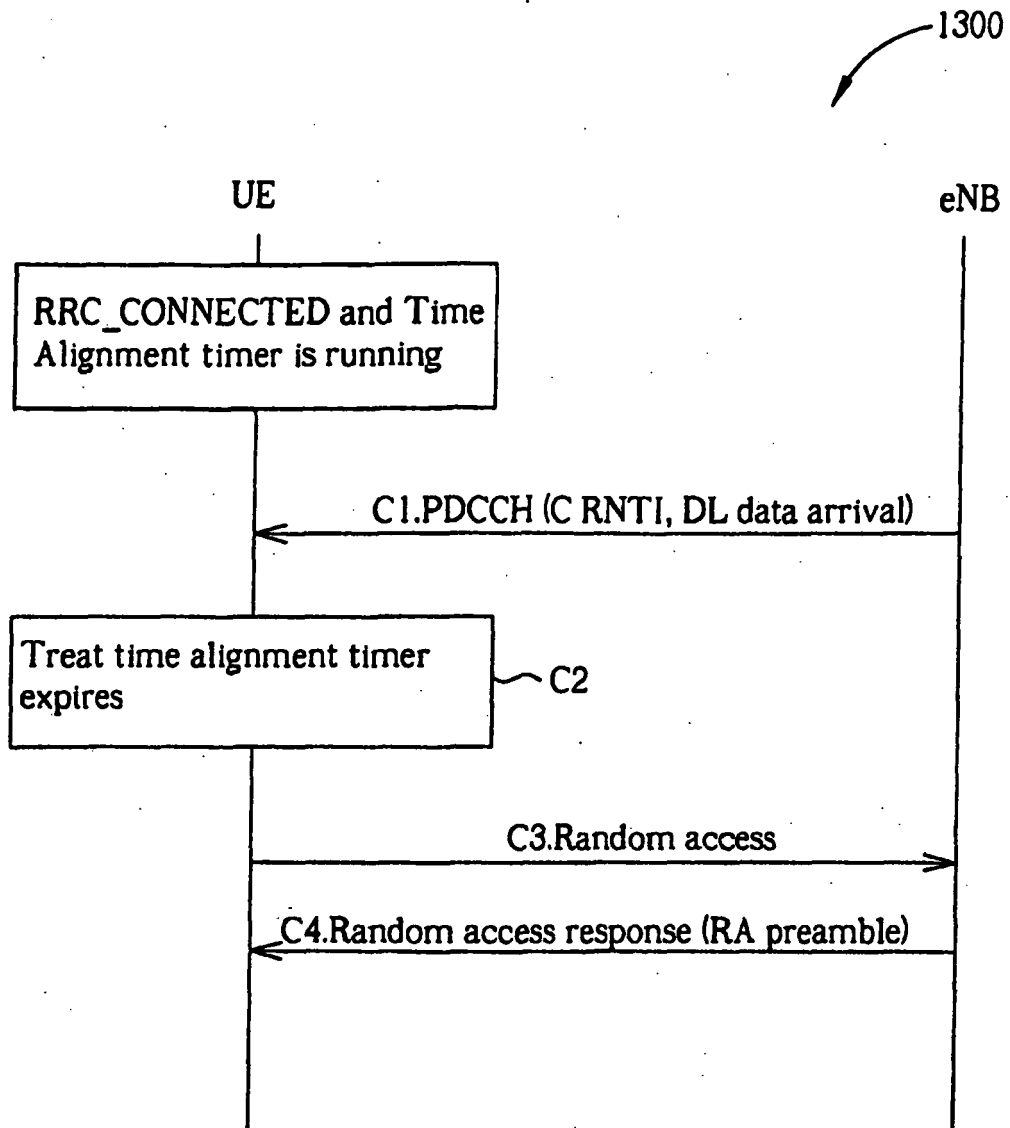 1300
UE
eNB
RRC_CONNECTED and Time
Alignment timer is running
C1.PDCCH (C RNTI, DL data arrival)
Treat time alignment timer
expires
C2
C3.Random access
C4.Random access response (RA preamble)